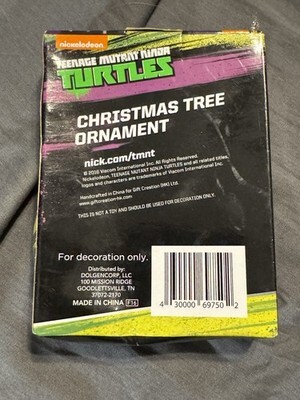 nickelodeon
TEENAGE MUTANT NINJA
TURTLES
CHRISTMAS TREE
ORNAMENT
nick.com/tmnt
© 2016 Viacom International Inc. All Rights Reserved.
Nickelodeon, TEENAGE MUTANT NINJA TURTLES and all related titles,
logos and characters are trademarks of Viacom International Inc.
Handcrafted in China for Gift Creation (HK) Ltd.
www.giftcreation-hk.com
THIS IS NOT A TOY AND SHOULD BE USED FOR DECORATION ONLY.
For decoration only.
Distributed by:
DOLGENCORP, LLC
100 MISSION RIDGE
GOODLETTSVILLE, TN
37072-2170
MADE IN CHINA F16
4 30000 69750 2